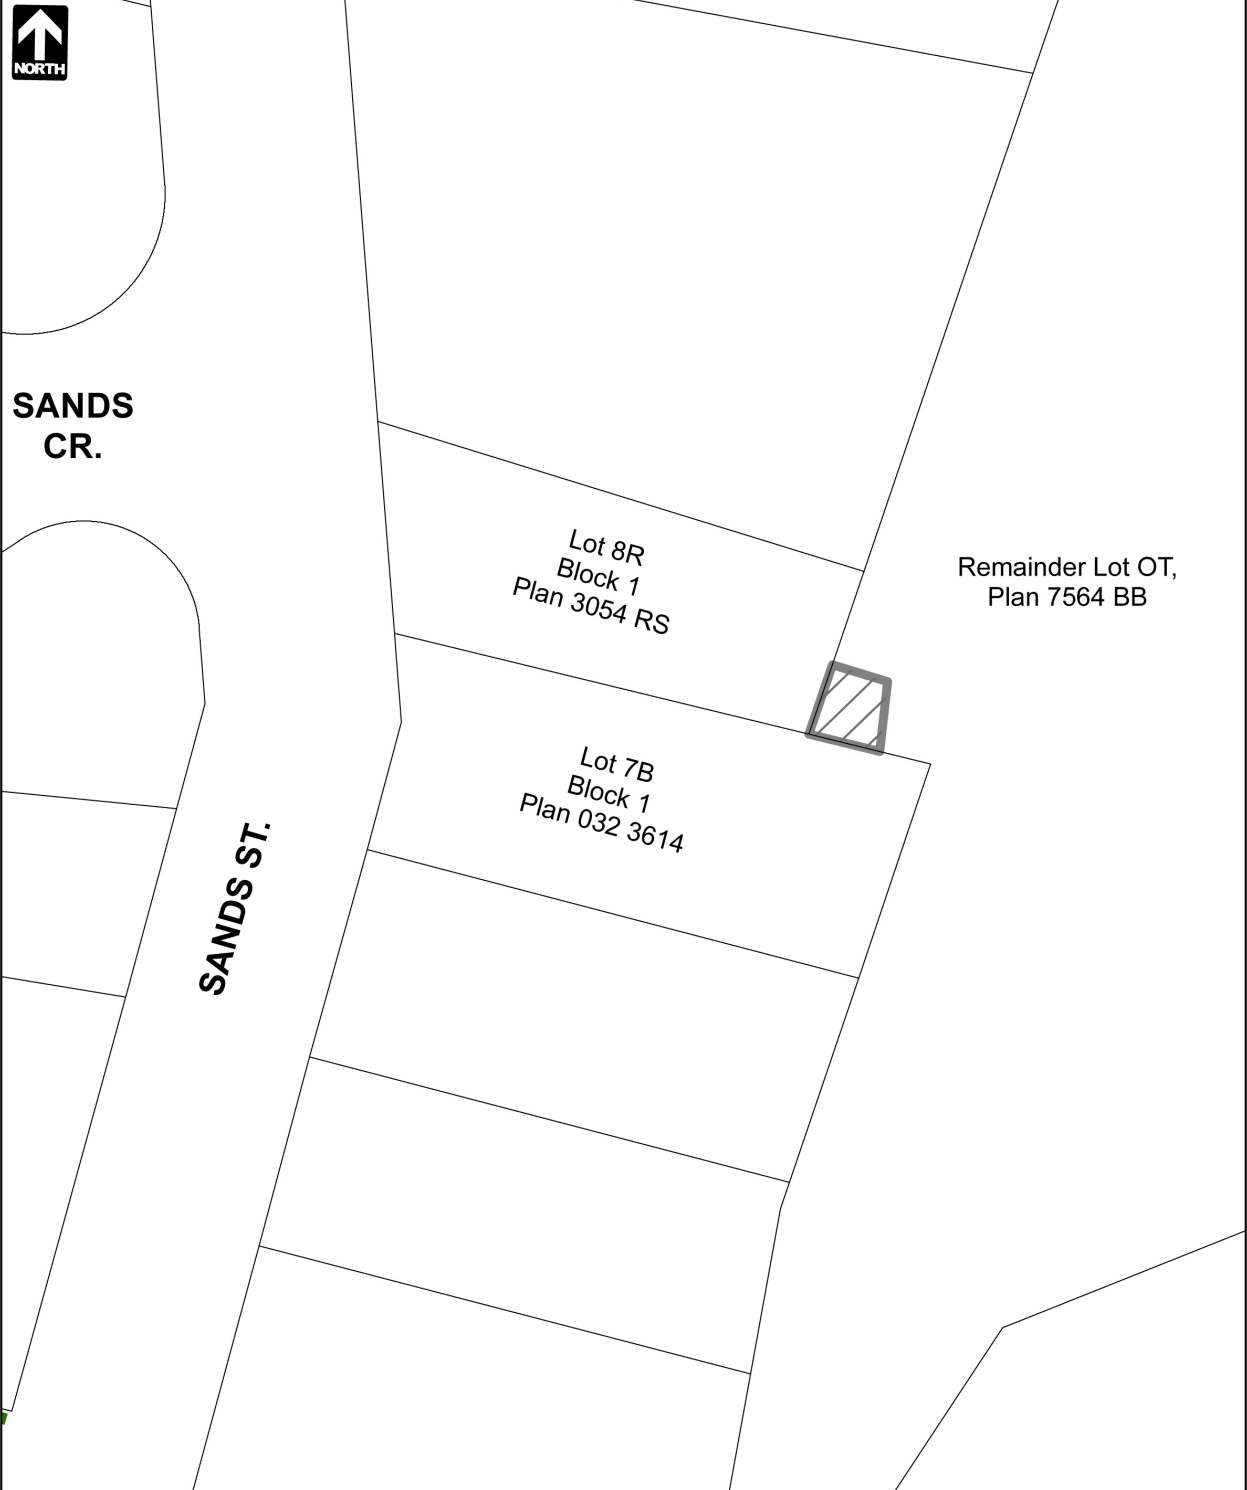 NORTH
SANDS
CR.
Lot 8R
Block 1
Plan 3054 RS
Remainder Lot OT,
Plan 7564 BB
Lot 7B
Block 1
Plan 032 3614
SANDS ST.